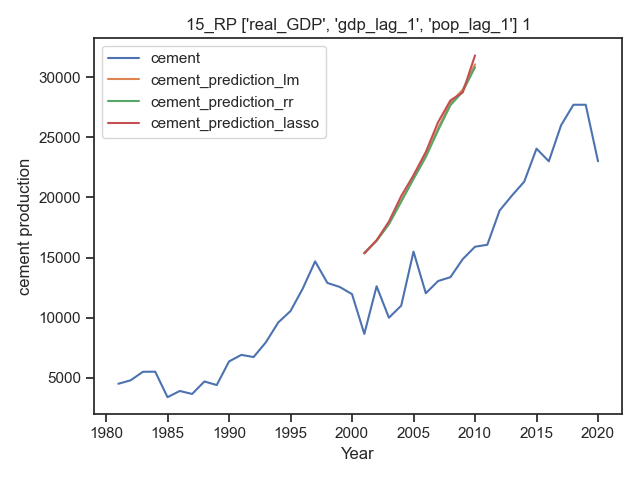 15_RP ['real_GDP', 'gdp_lag_1', 'pop_lag_1'] 1
cement
cement_prediction_lm
cement_prediction_rr
cement_prediction_lasso
cement production
30000
25000
20000
15000
10000
5000
1980 1985 1990 1995 2000 2005 2010 2015 2020
Year